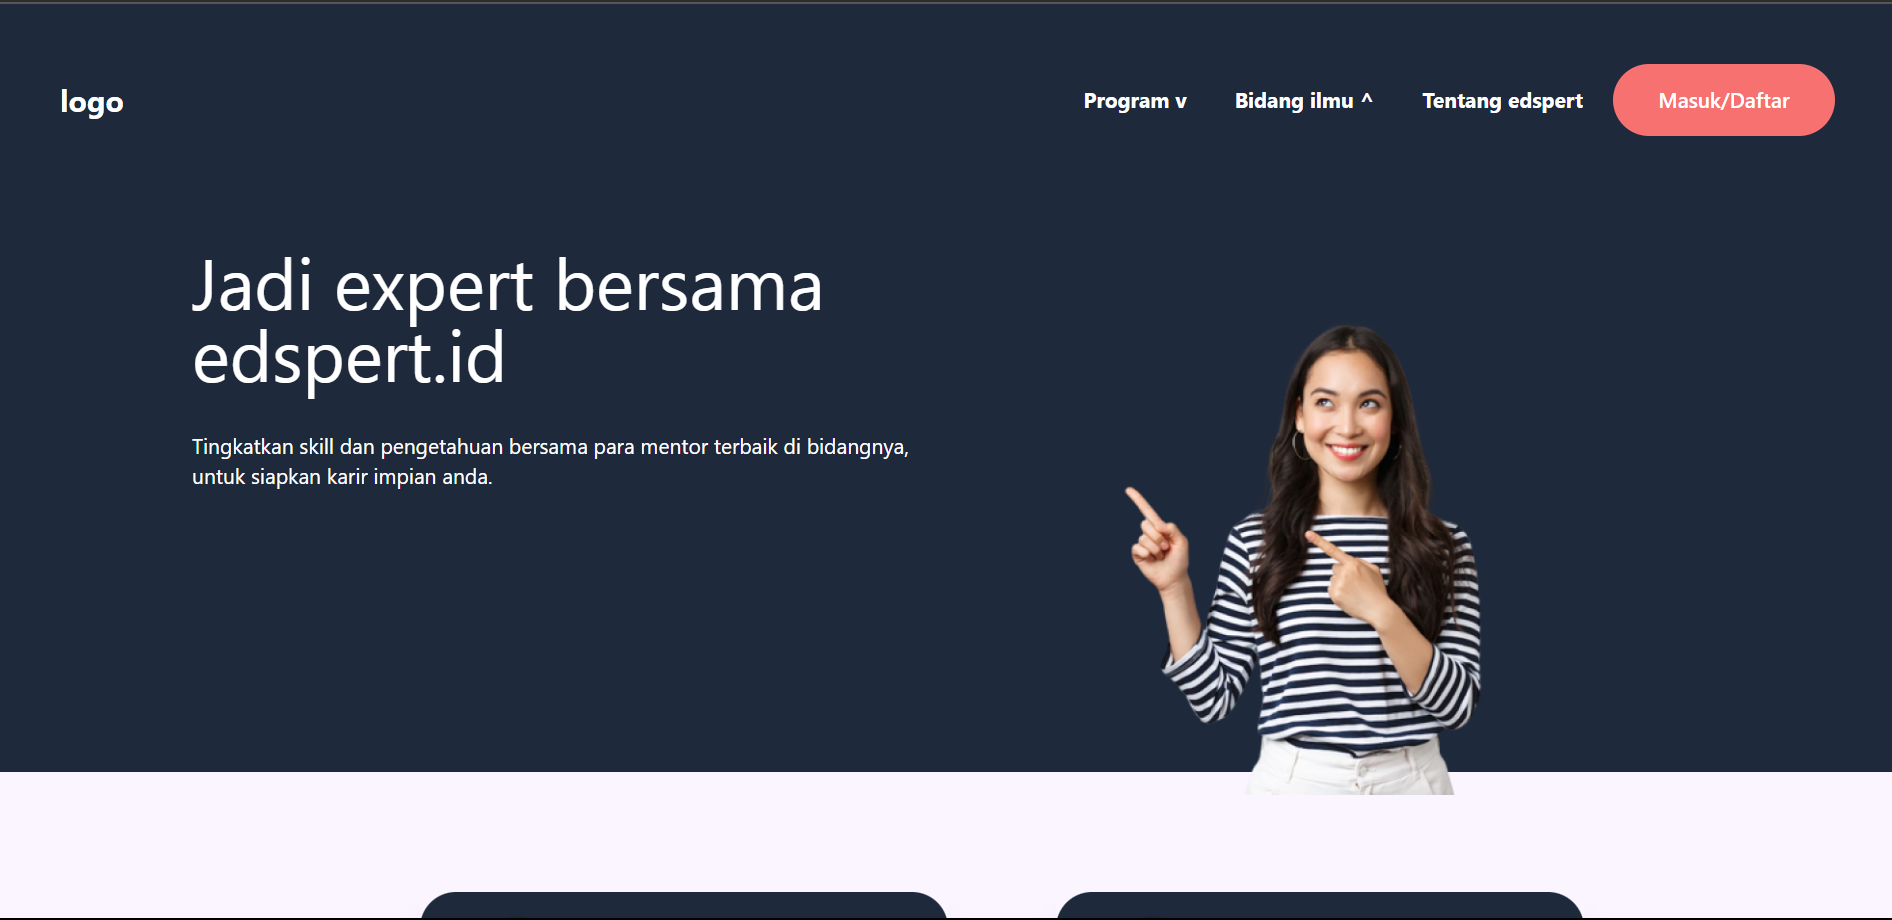 logo
Program v
Bidang ilmu ^
Tentang edspert
Masuk/Daftar
Jadi expert bersama
edspert.id
Tingkatkan skill dan pengetahuan bersama para mentor terbaik di bidangnya,
untuk siapkan karir impian anda.